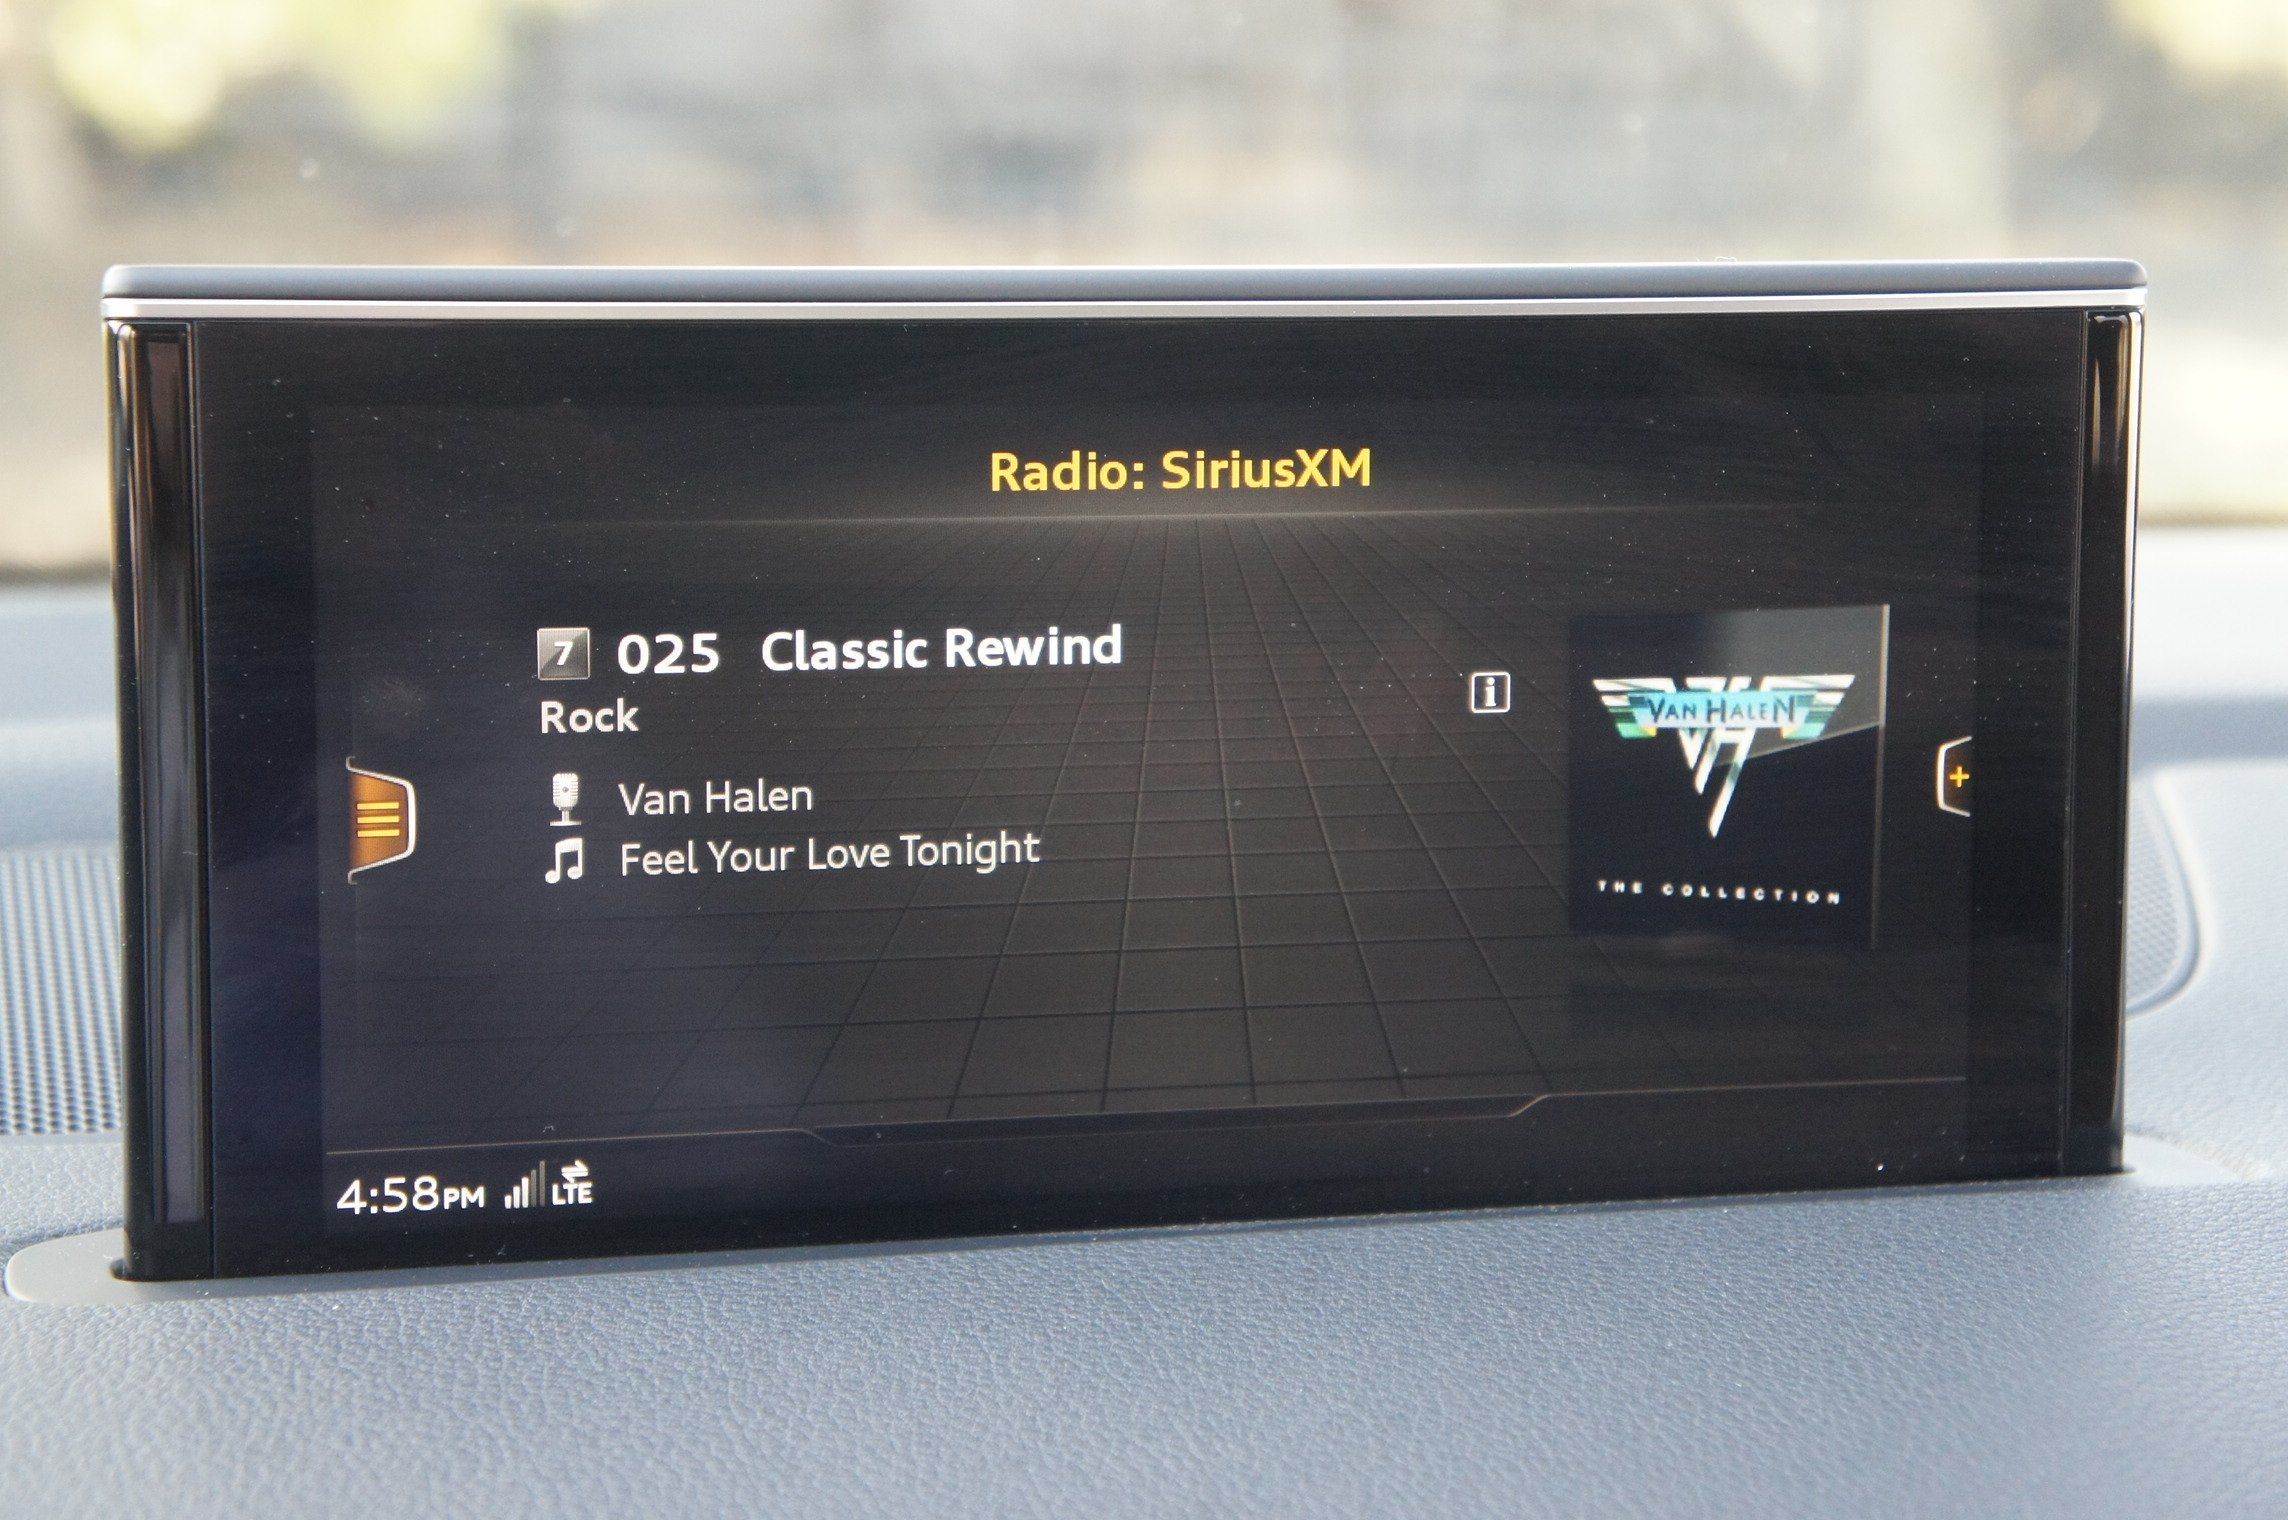 Radio: SiriusXM
7 025 Classic Rewind
Rock
i
Van Halen
Feel Your Love Tonight
VAN HALEN
THE COLLECTION
+
4:58PM LTE